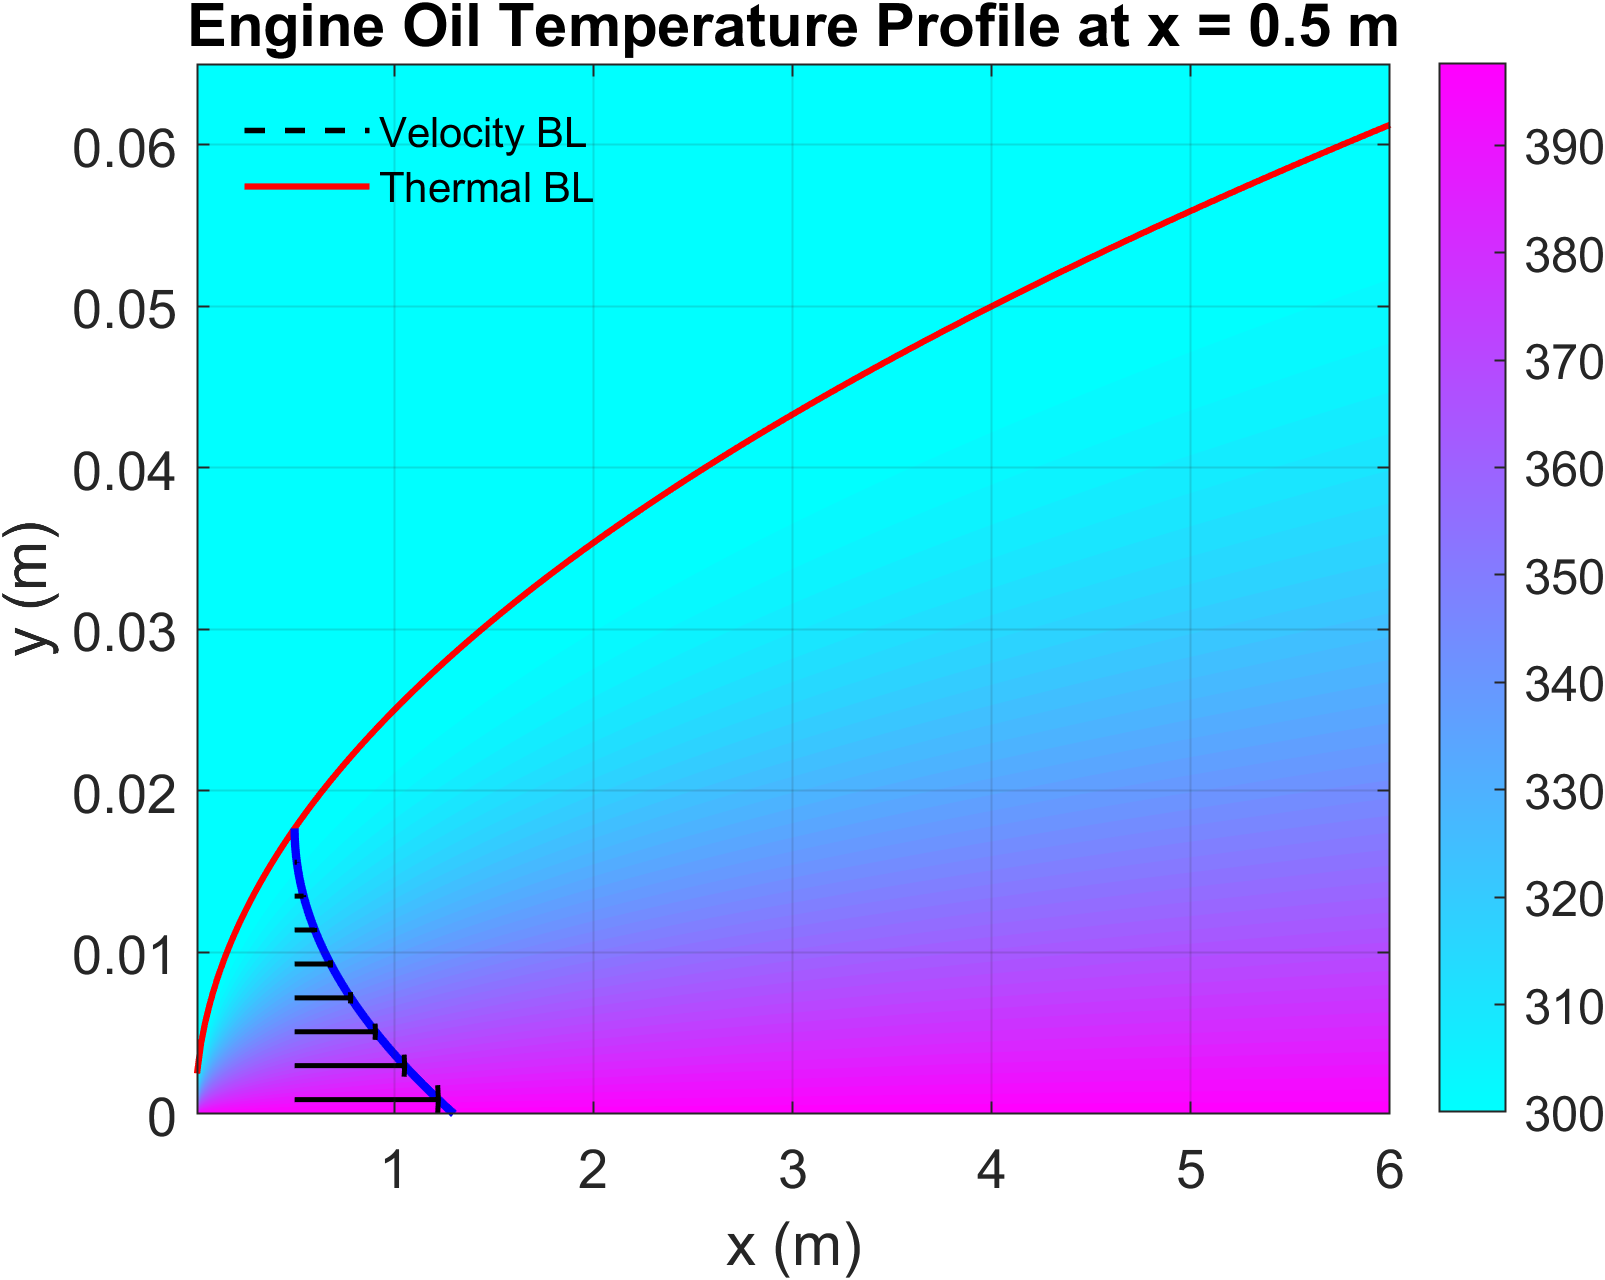 Engine Oil Temperature Profile at x = 0.5 m
Velocity BL
Thermal BL
0.06
0.05
0.04
0.03
0.02
0.01
0
y (m)
1 2 3 4 5 6
x (m)
390
380
370
360
350
340
330
320
310
300